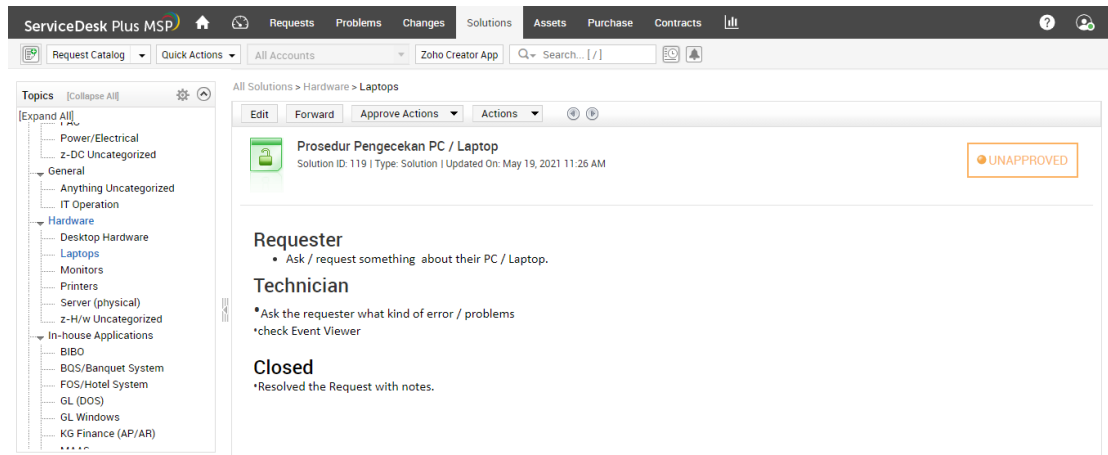 ServiceDesk Plus MSP
Requests Problems Changes Solutions Assets Purchase Contracts
Request Catalog Quick Actions All Accounts Zoho Creator App Search... [ / ]
Topics [Collapse All]
[Expand All]
Power/Electrical
z-DC Uncategorized
General
Anything Uncategorized
IT Operation
Hardware
Desktop Hardware
Laptops
Monitors
Printers
Server (physical)
z-H/w Uncategorized
In-house Applications
BIBO
BQS/Banquet System
FOS/Hotel System
GL (DOS)
GL Windows
KG Finance (AP/AR)
All Solutions > Hardware > Laptops
Edit Forward Approve Actions Actions
Prosedur Pengecekan PC / Laptop
Solution ID: 119 | Type: Solution | Updated On: May 19, 2021 11:26 AM
UNAPPROVED
Requester
• Ask / request something about their PC / Laptop.
Technician
•Ask the requester what kind of error / problems
•check Event Viewer
Closed
•Resolved the Request with notes.